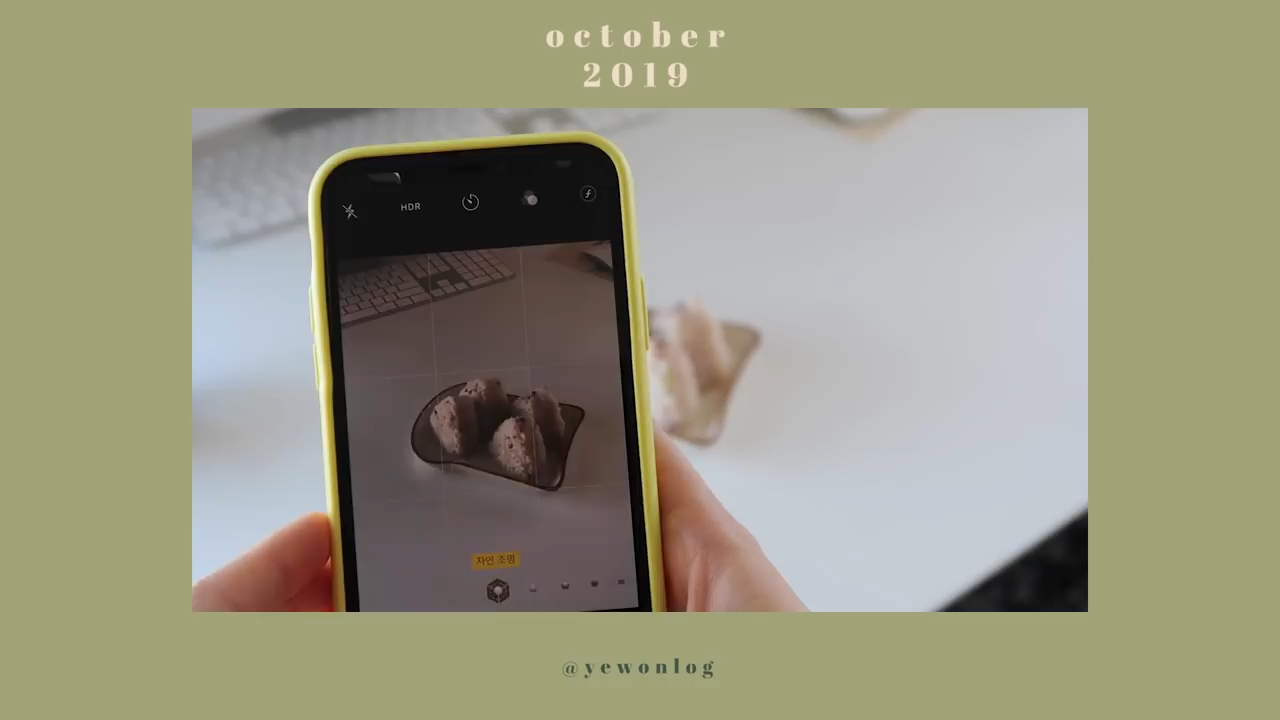 october
2019
HDR
자연 조명
@yewonlog